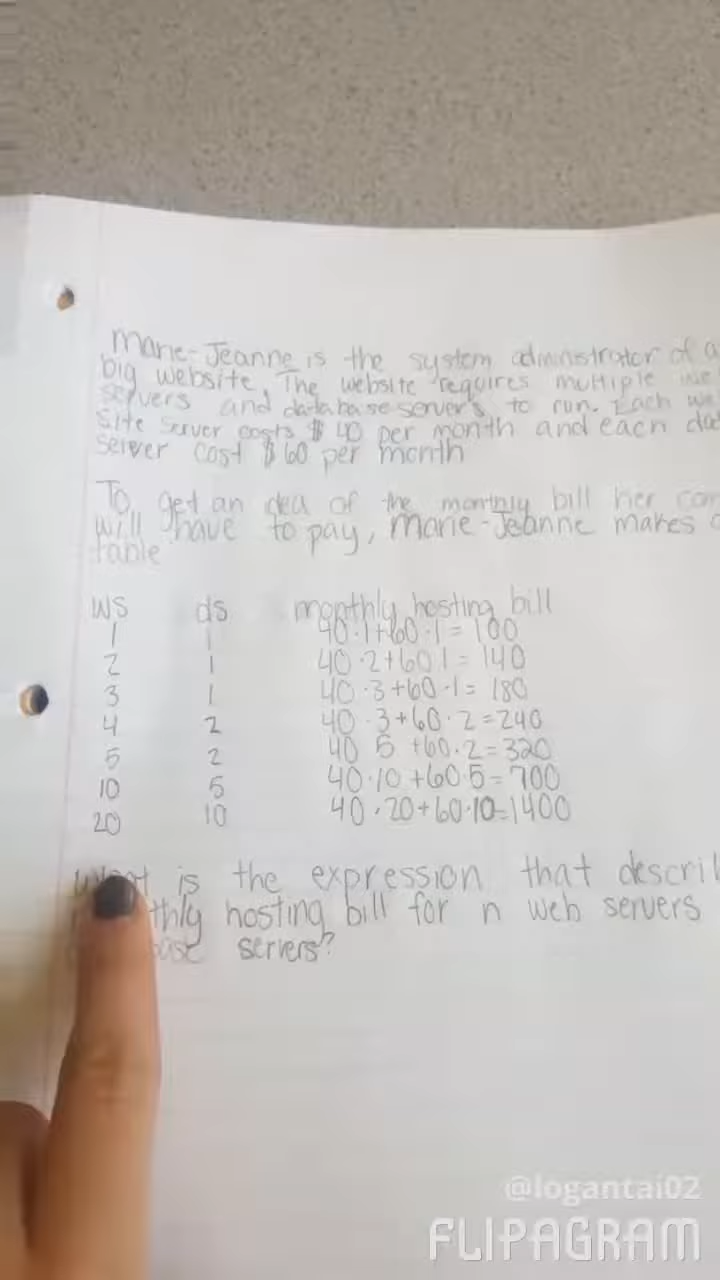 Marie-Jeanne is the system administrator of a
big website. The website requires multiple we
servers and database servers to run. Each we
site server costs $40 per month and each da
server cost $60 per month
To get an idea of the monthly bill her com
will have to pay, Marie-Jeanne makes a
table
ws ds monthly hosting bill
1 1 40·1+60·1=100
2 1 40·2+60 1=140
3 1 40·3+60·1=180
4 2 40·3+60·2=240
5 2 40 5 +60·2=320
10 5 40·10+60·5=700
20 10 40·20+60·10=1400
What is the expression that descri
thly hosting bill for n web servers
base servers?
@logantai02
FLIPAGRAM